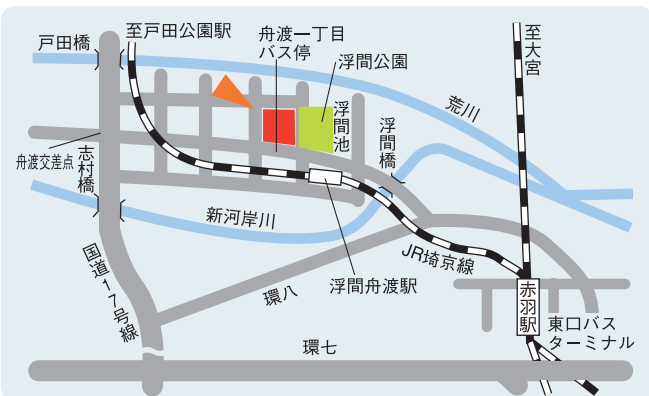 至戸田公園駅
戸田橋
舟渡一丁目
バス停
浮間公園
至大宮
荒川
浮間池
浮間橋
舟渡交差点
志村橋
新河岸川
国道17号線
環八
浮間舟渡駅
JR埼京線
赤羽駅
東口バス
ターミナル
環七